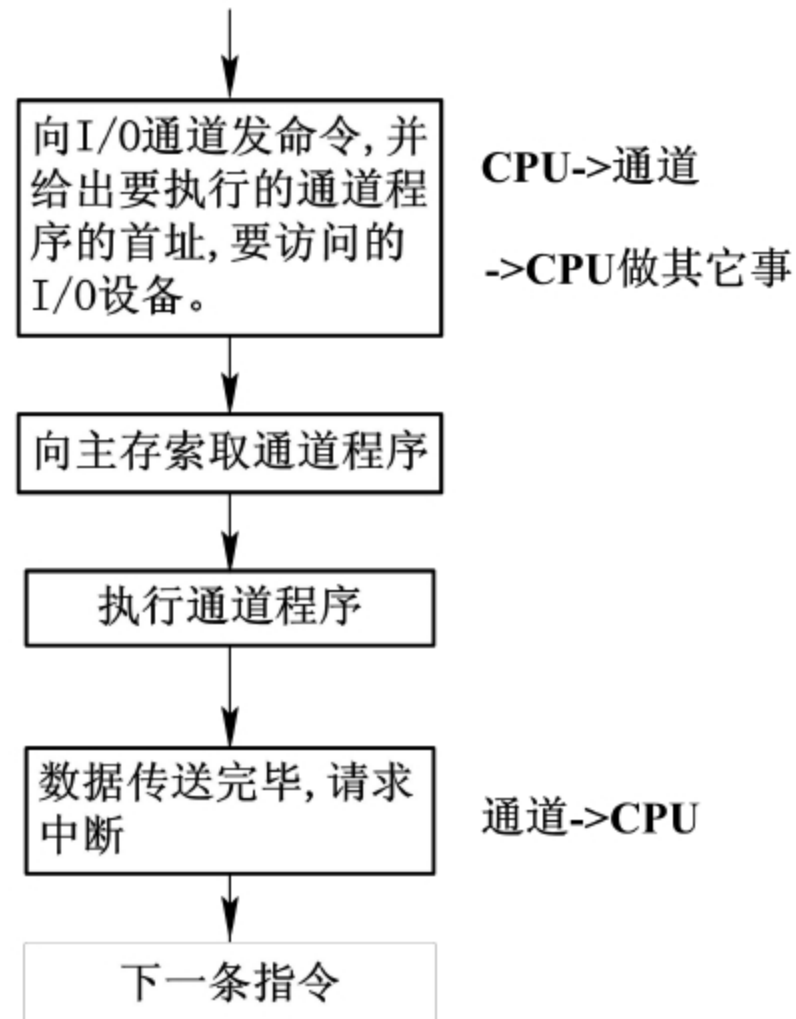 向I/O通道发命令,并
给出要执行的通道程
序的首址,要访问的
I/O设备。
CPU->通道
->CPU做其它事
向主存索取通道程序
执行通道程序
数据传送完毕,请求
中断
通道->CPU
下一条指令